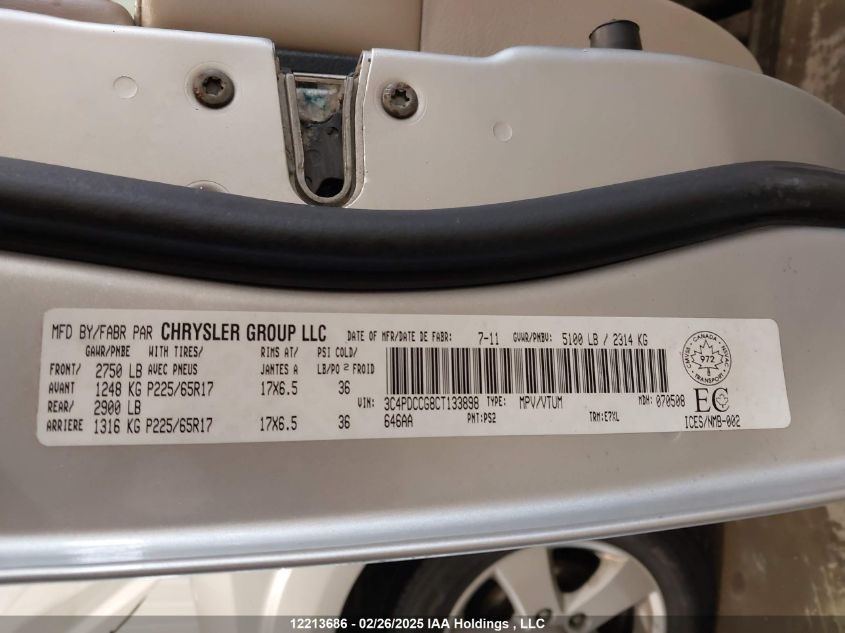 MFD BY/FABR PAR CHRYSLER GROUP LLC DATE OF MFR/DATE DE FABR: 7-11 GVWR/PNBV: 5100 LB / 2314 KG
GAWR/PNBE WITH TIRES/ RIMS AT/ PSI COLD/
FRONT/ 2750 LB AVEC PNEUS JANTES A LB/PO² FROID
AVANT 1248 KG P225/65R17 17X6.5 36
REAR/ 2900 LB
ARRIERE 1316 KG P225/65R17 17X6.5 36
VIN: 3C4PDCCG8CT133898 TYPE: MPV/VTUM MDH: 070508
646AA PNT: PS2 TRM: E7XL
CANADA
972
TRANSPORT
EC
ICES/NMB-002
12213686 - 02/26/2025 IAA Holdings , LLC